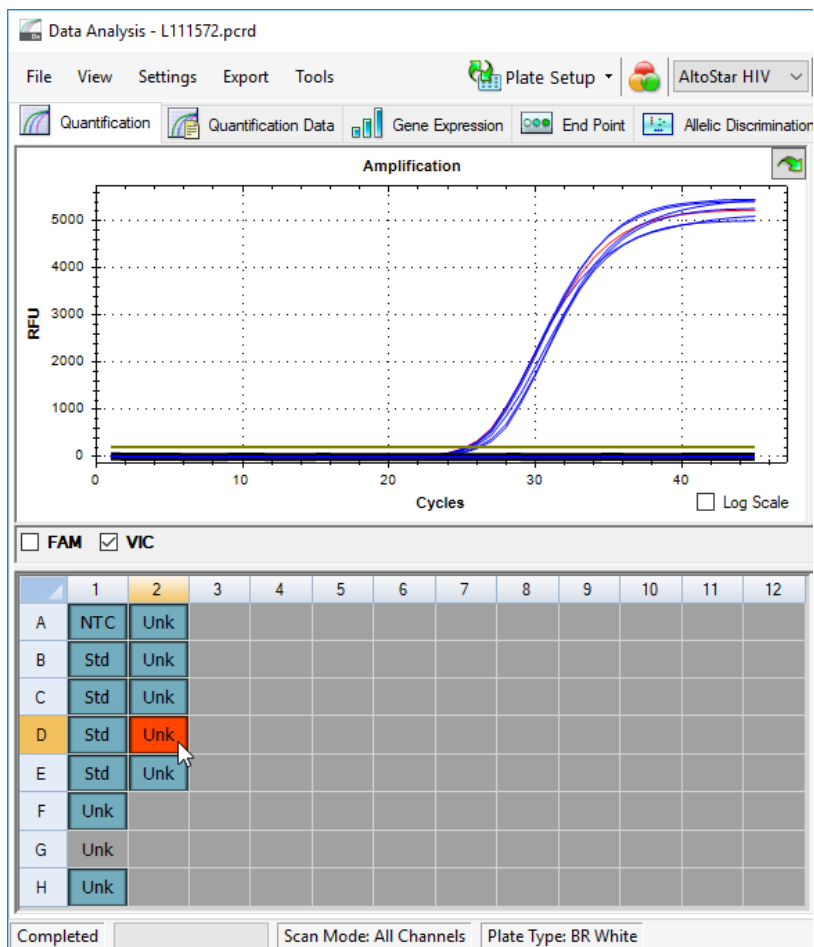 Data Analysis - L111572.pcrd
File View Settings Export Tools Plate Setup AltoStar HIV
Quantification Quantification Data Gene Expression End Point Allelic Discrimination
Amplification
5000
4000
3000
2000
1000
0
RFU
0 10 20 30 40
Cycles
Log Scale
FAM VIC
1 2 3 4 5 6 7 8 9 10 11 12
A NTC Unk
B Std Unk
C Std Unk
D Std Unk
E Std Unk
F Unk
G Unk
H Unk
Completed Scan Mode: All Channels Plate Type: BR White